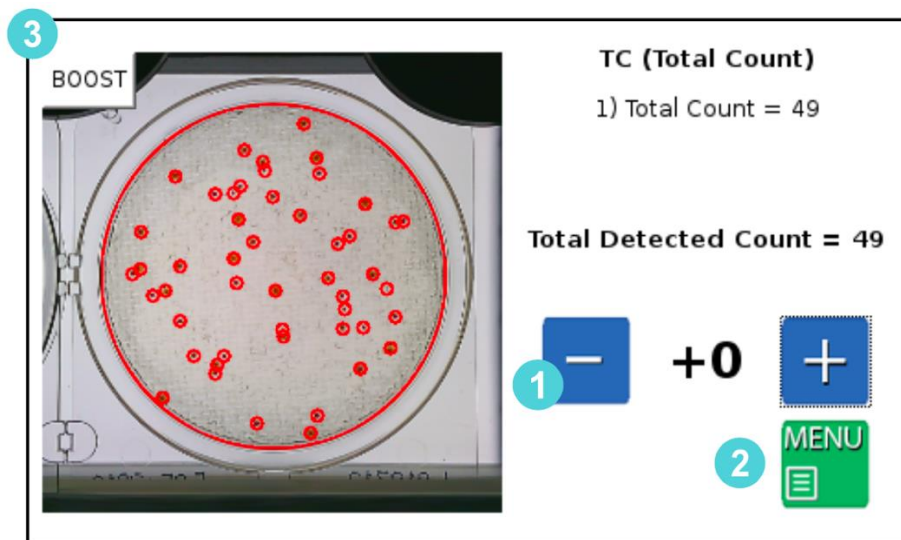 3
BOOST
TC (Total Count)
1) Total Count = 49
Total Detected Count = 49
1
−
+0
+
MENU
2